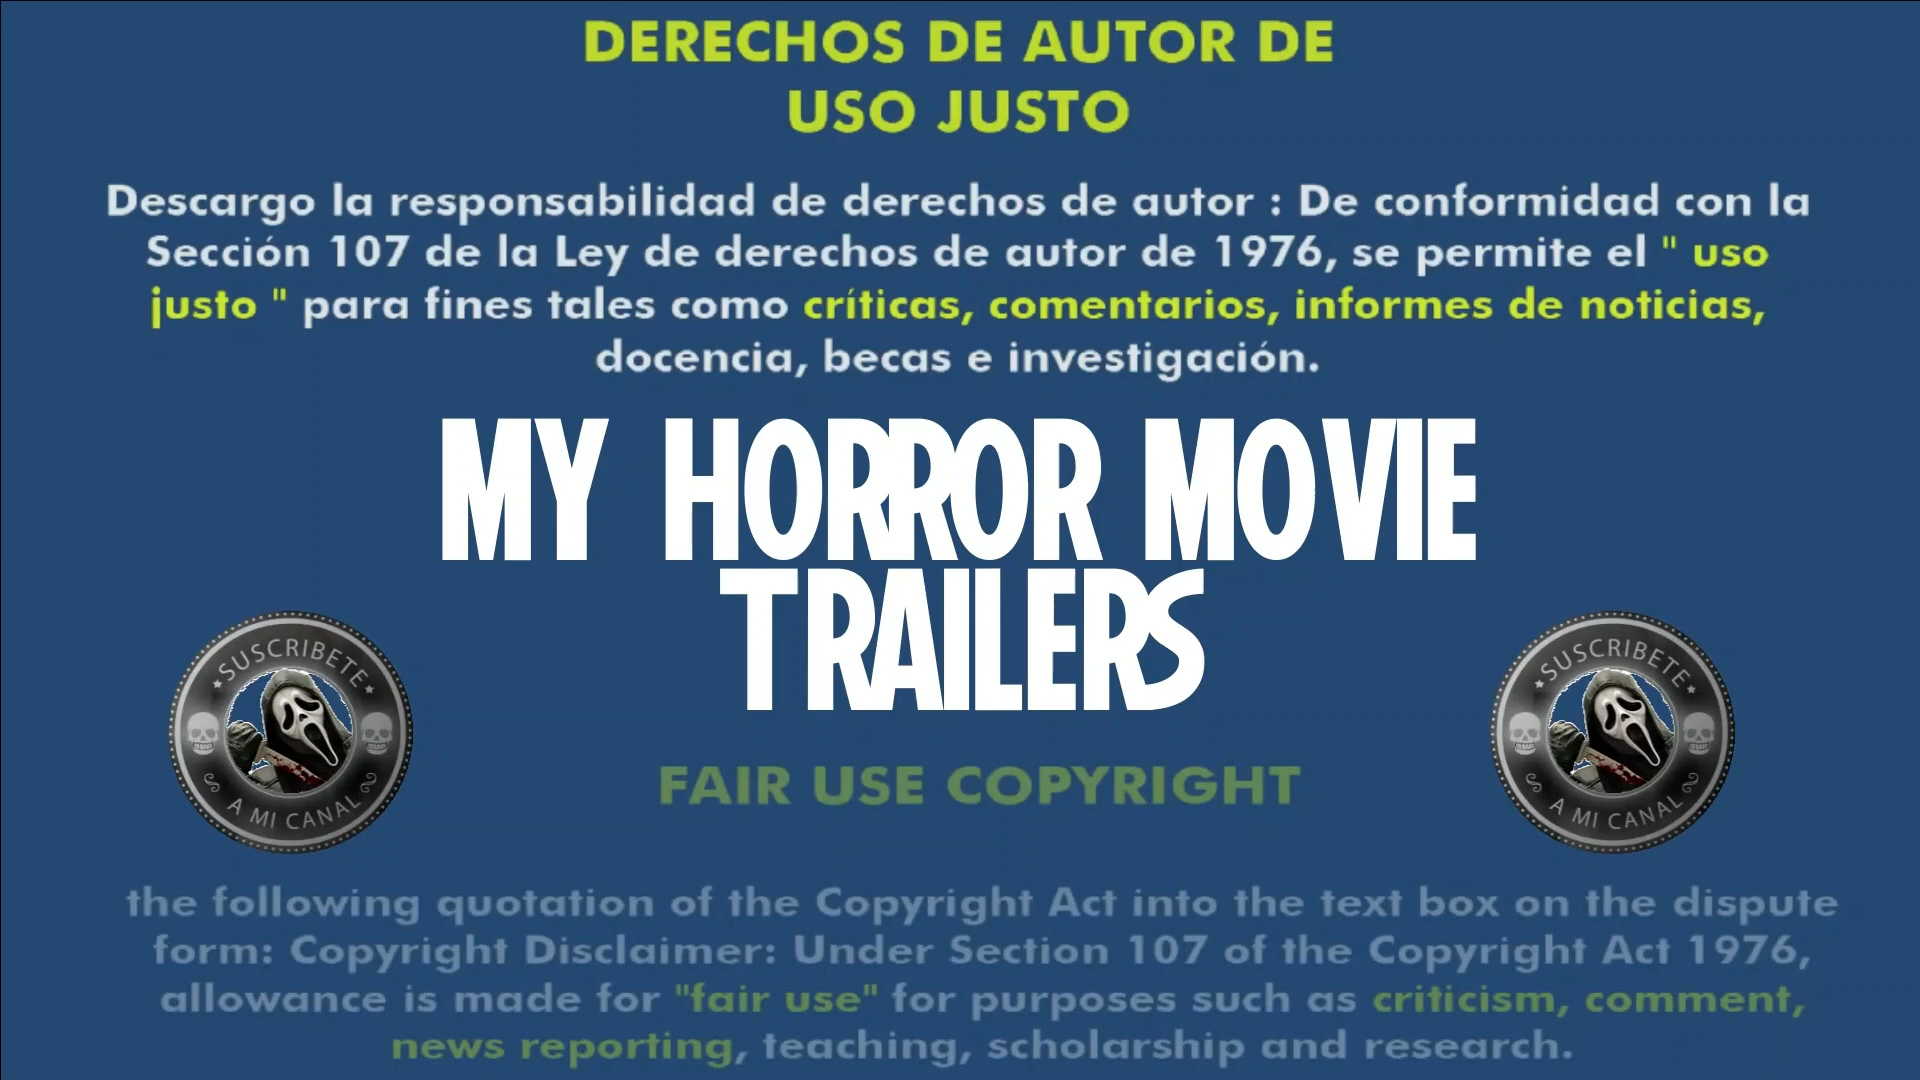 DERECHOS DE AUTOR DE
USO JUSTO
Descargo la responsabilidad de derechos de autor : De conformidad con la
Sección 107 de la Ley de derechos de autor de 1976, se permite el " uso
justo " para fines tales como críticas, comentarios, informes de noticias,
docencia, becas e investigación.
MY HORROR MOVIE
TRAILERS
SUSCRIBETE
A MI CANAL
SUSCRIBETE
A MI CANAL
FAIR USE COPYRIGHT
the following quotation of the Copyright Act into the text box on the dispute
form: Copyright Disclaimer: Under Section 107 of the Copyright Act 1976,
allowance is made for "fair use" for purposes such as criticism, comment,
news reporting, teaching, scholarship and research.